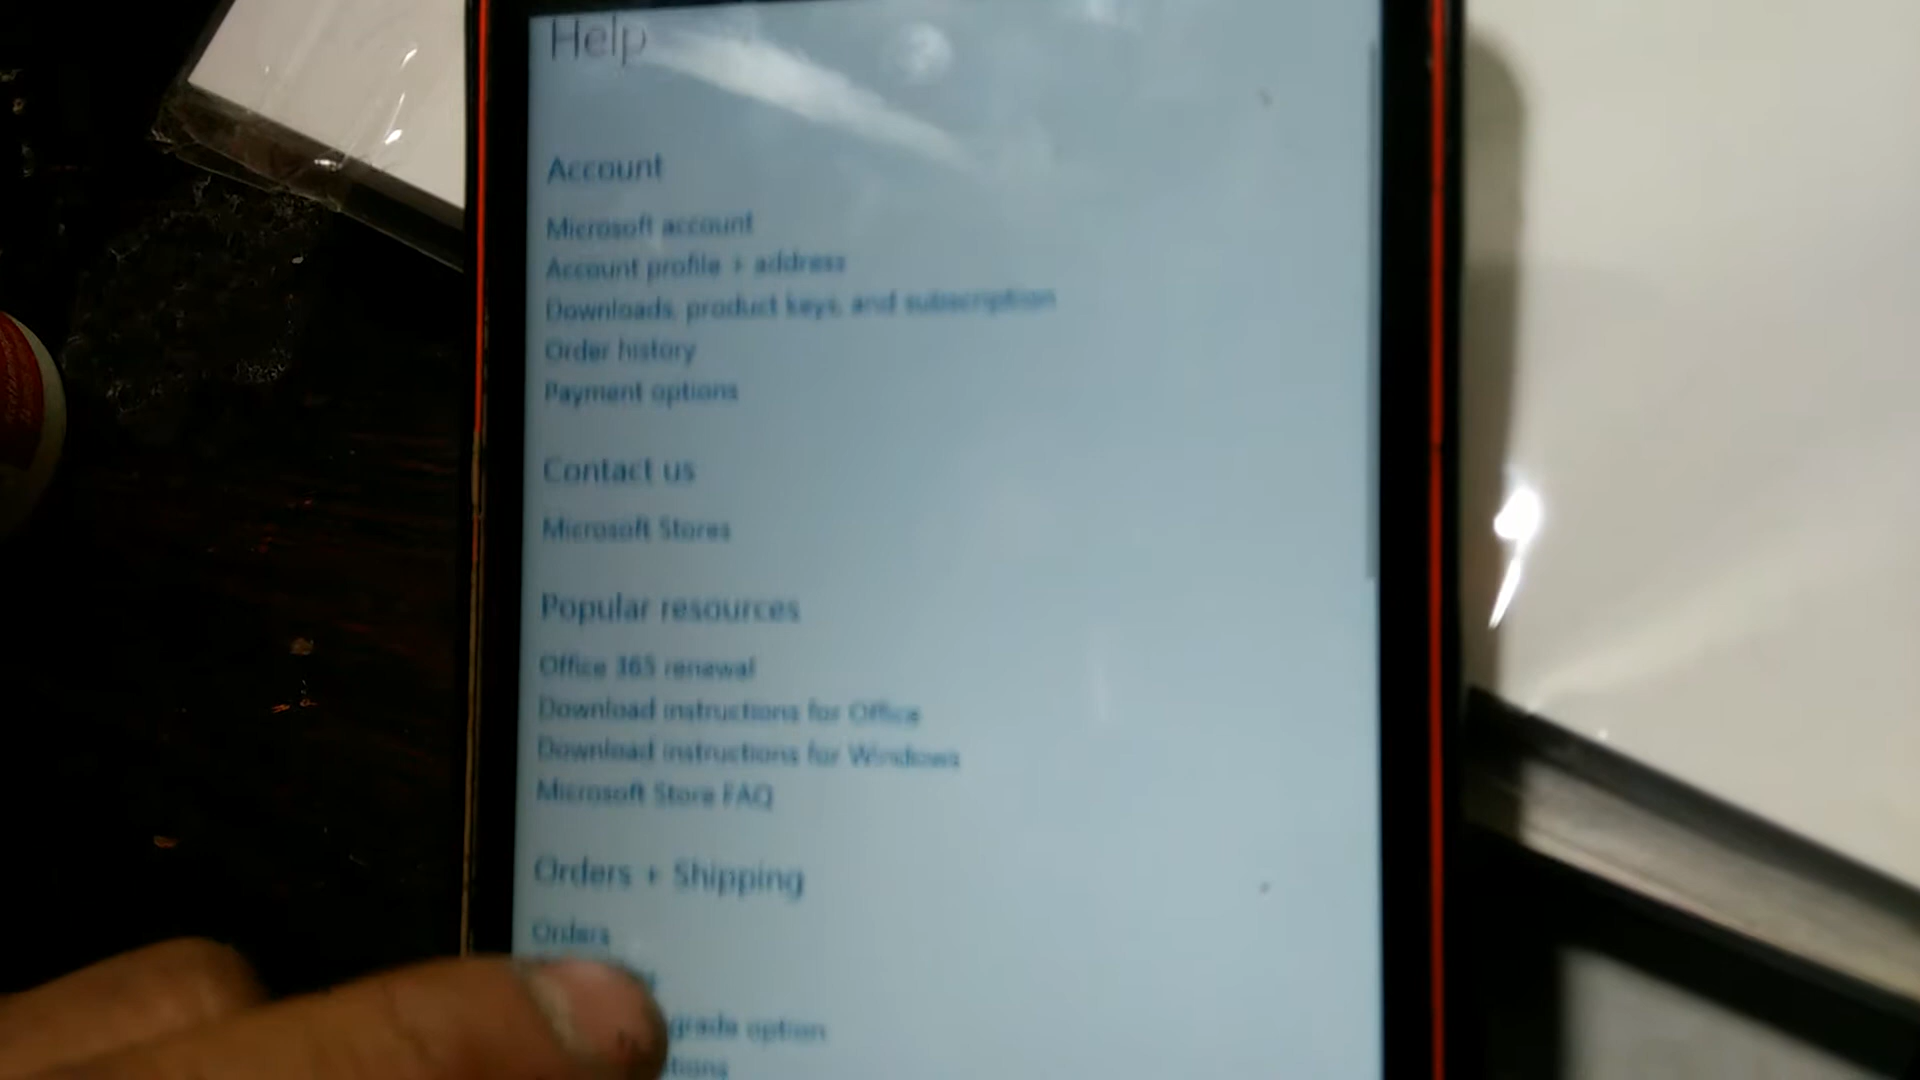 Help
Account
Microsoft account
Account profile + address
Downloads, product keys, and subscription
Order history
Payment options
Contact us
Microsoft Stores
Popular resources
Office 365 renewal
Download instructions for Office
Download instructions for Windows
Microsoft Store FAQ
Orders + Shipping
Orders
grade option